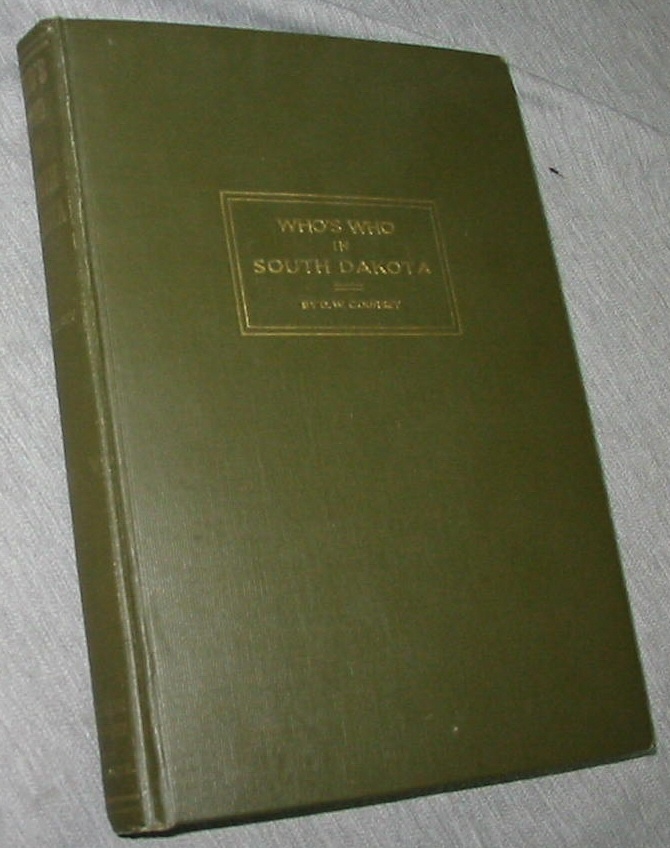 WHO'S WHO
IN
SOUTH DAKOTA
BY O.W. COURSEY